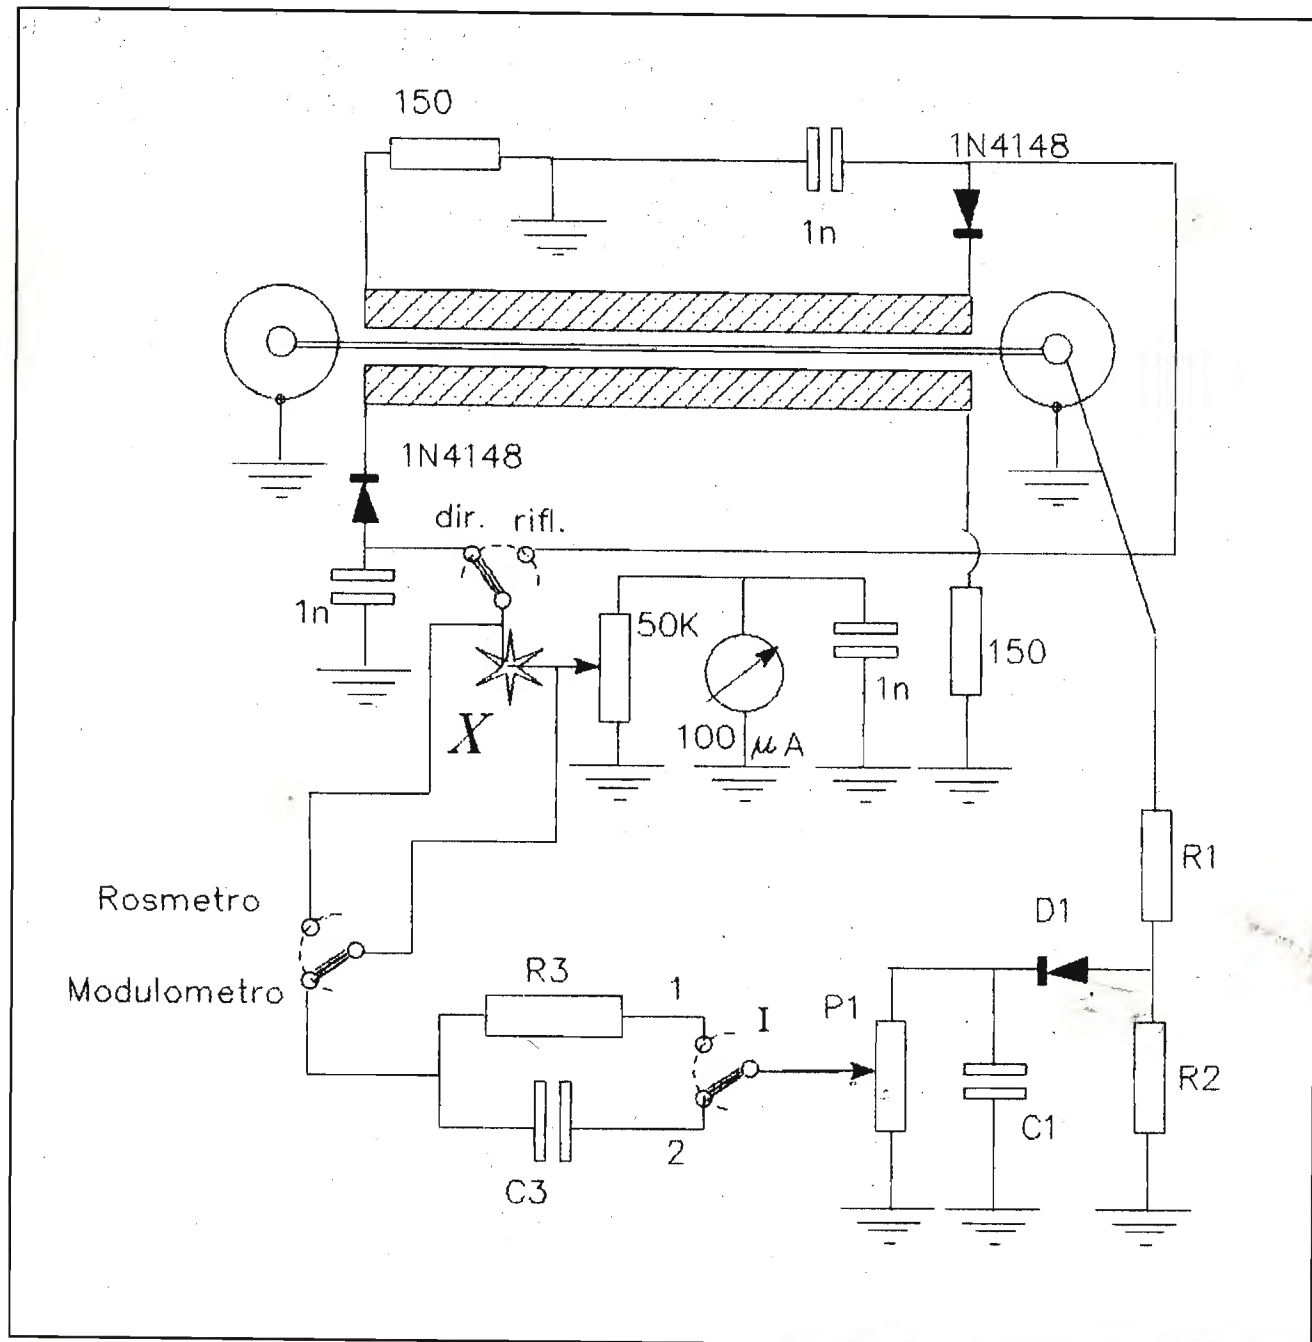 150
1N4148
1n
1N4148
dir. rifl.
1n
50K
1n
150
X
100 μA
R1
Rosmetro
D1
Modulometro
R3
1
I
P1
R2
C1
2
C3